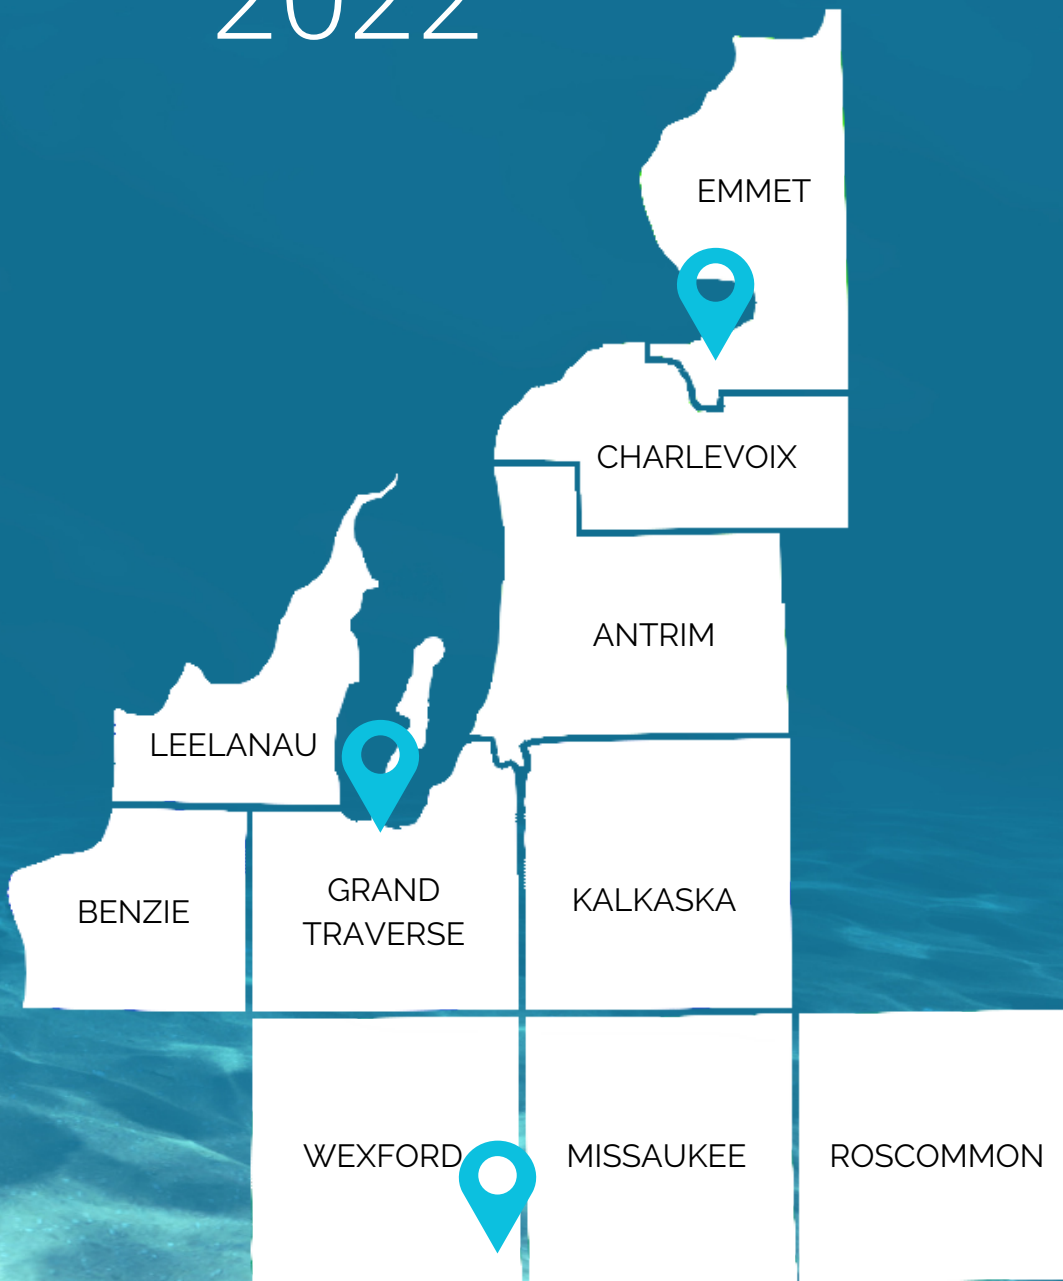 2022
EMMET
CHARLEVOIX
ANTRIM
LEELANAU
GRAND
TRAVERSE
KALKASKA
BENZIE
WEXFORD
MISSAUKEE
ROSCOMMON